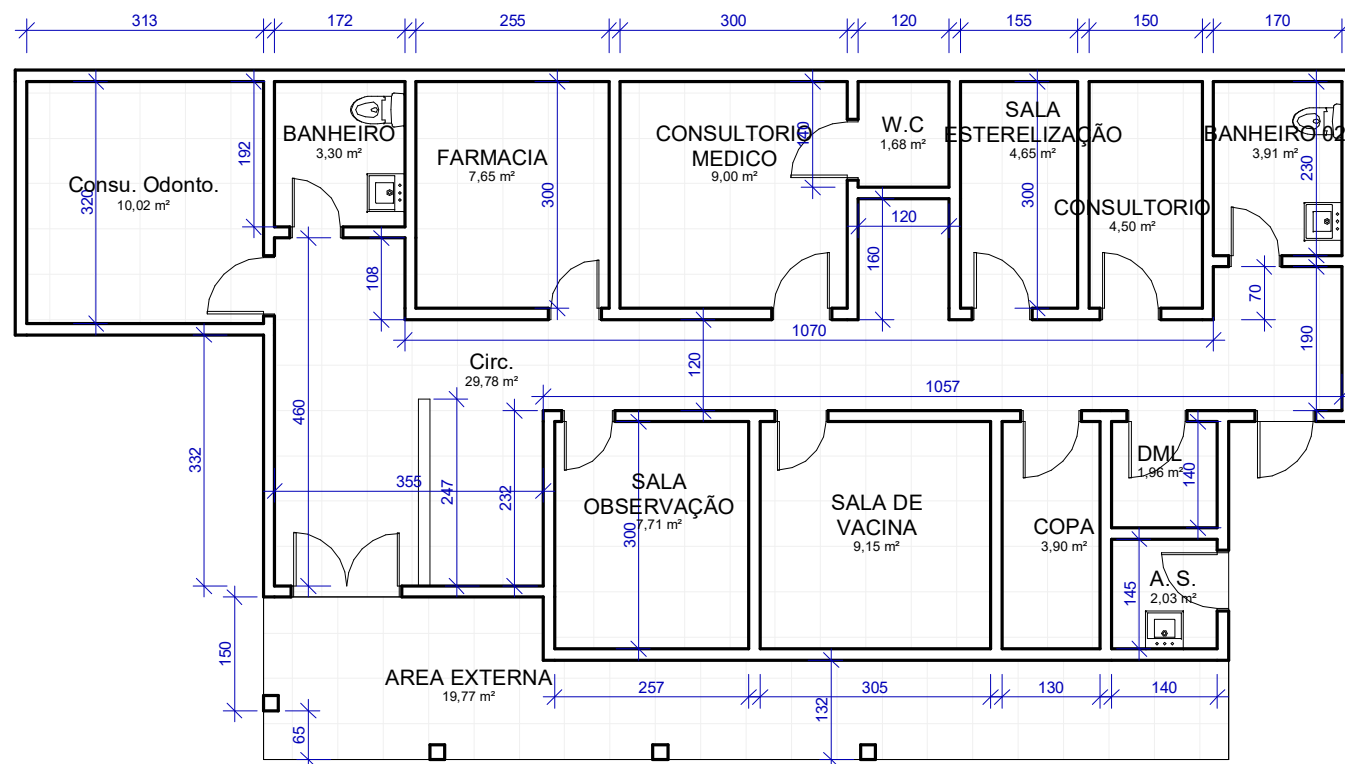 313
172
255
300
120
155
150
170
Consu. Odonto.
10,02 m²
320
192
BANHEIRO
3,30 m²
FARMACIA
7,65 m²
300
CONSULTORIO
MEDICO
9,00 m²
140
W.C
1,68 m²
SALA
ESTERELIZAÇÃO
4,65 m²
300
CONSULTORIO
4,50 m²
BANHEIRO 02
3,91 m²
230
108
120
160
70
1070
190
Circ.
29,78 m²
120
1057
460
332
355
247
232
SALA
OBSERVAÇÃO
7,71 m²
300
SALA DE
VACINA
9,15 m²
COPA
3,90 m²
DML
1,96 m²
140
A. S.
2,03 m²
145
150
65
AREA EXTERNA
19,77 m²
257
305
130
140
132